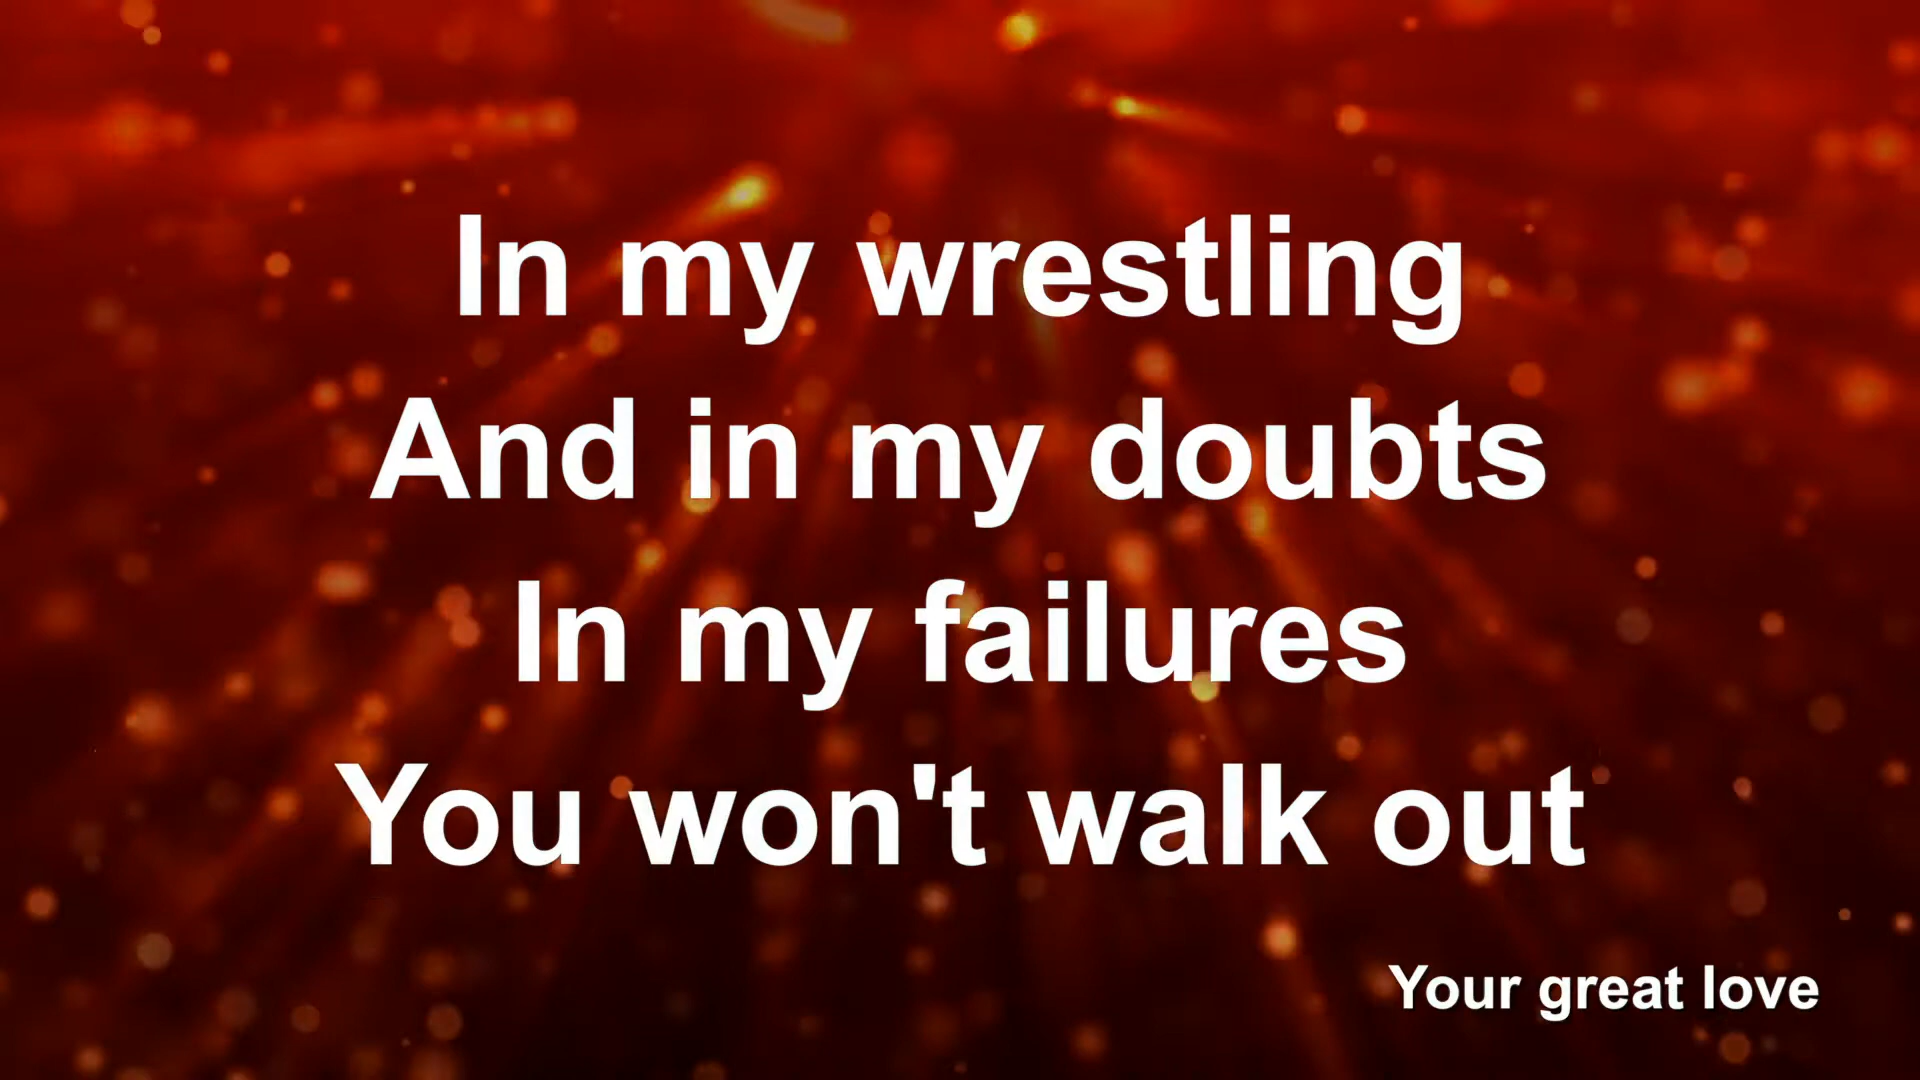 In my wrestling
And in my doubts
In my failures
You won't walk out
Your great love